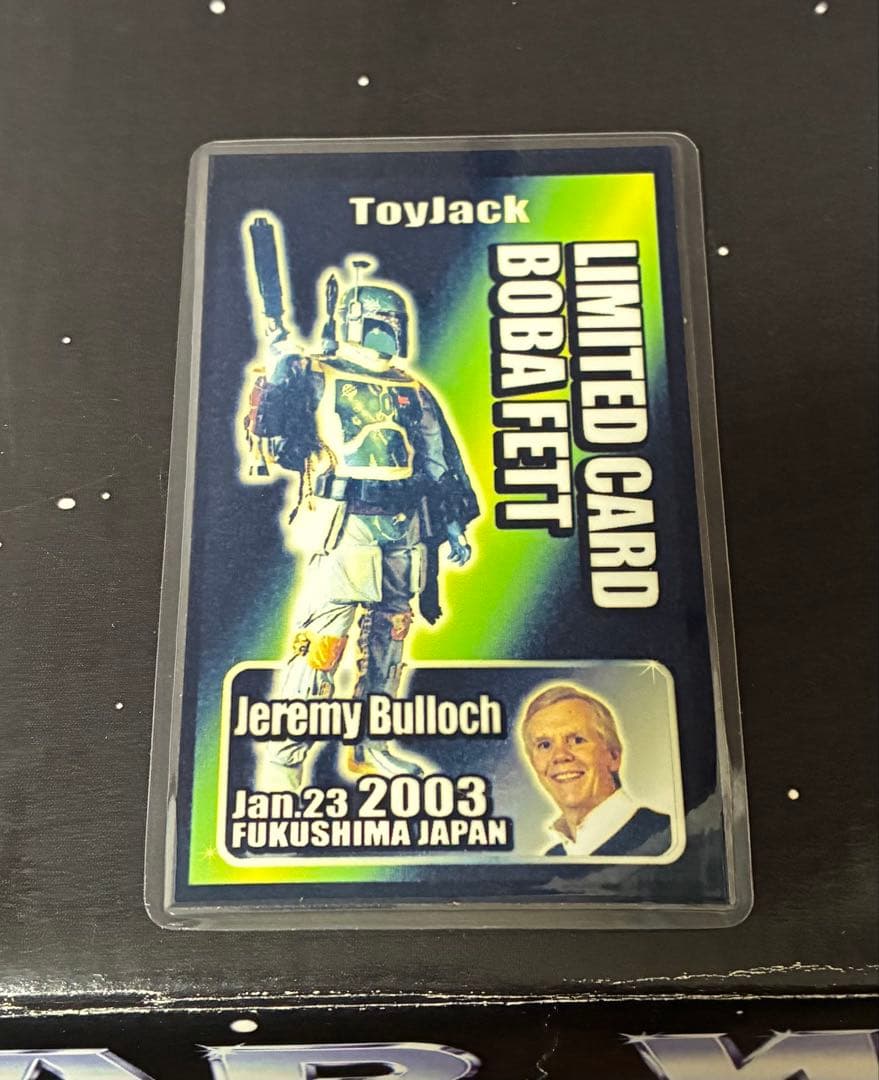 ToyJack
LIMITED CARD
BOBA FETT
Jeremy Bulloch
Jan.23 2003
FUKUSHIMA JAPAN